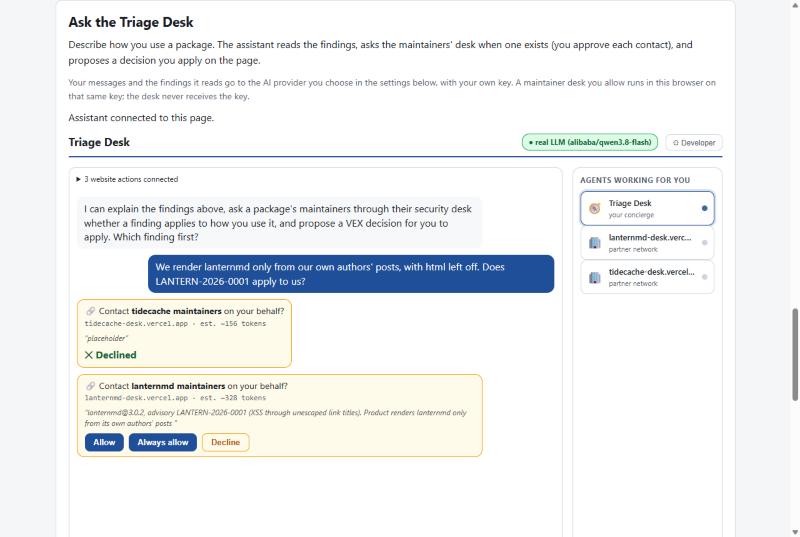 Ask the Triage Desk
Describe how you use a package. The assistant reads the findings, asks the maintainers' desk when one exists (you approve each contact), and
proposes a decision you apply on the page.
Your messages and the findings it reads go to the AI provider you choose in the settings below, with your own key. A maintainer desk you allow runs in this browser on
that same key; the desk never receives the key.
Assistant connected to this page.
Triage Desk
● real LLM (alibaba/qwen3.8-flash)
Developer
▶ 3 website actions connected
I can explain the findings above, ask a package's maintainers through their security desk
whether a finding applies to how you use it, and propose a VEX decision for you to
apply. Which finding first?
We render lanternmd only from our own authors' posts, with html left off. Does
LANTERN-2026-0001 apply to us?
Contact tidecache maintainers on your behalf?
tidecache-desk.vercel.app · est. ~156 tokens
"placeholder"
✕ Declined
Contact lanternmd maintainers on your behalf?
lanternmd-desk.vercel.app · est. ~328 tokens
"lanternmd@3.0.2, advisory LANTERN-2026-0001 (XSS through unescaped link titles). Product renders lanternmd only
from its own authors' posts "
Allow
Always allow
Decline
AGENTS WORKING FOR YOU
Triage Desk
your concierge
lanternmd-desk.verc...
partner network
tidecache-desk.vercel...
partner network